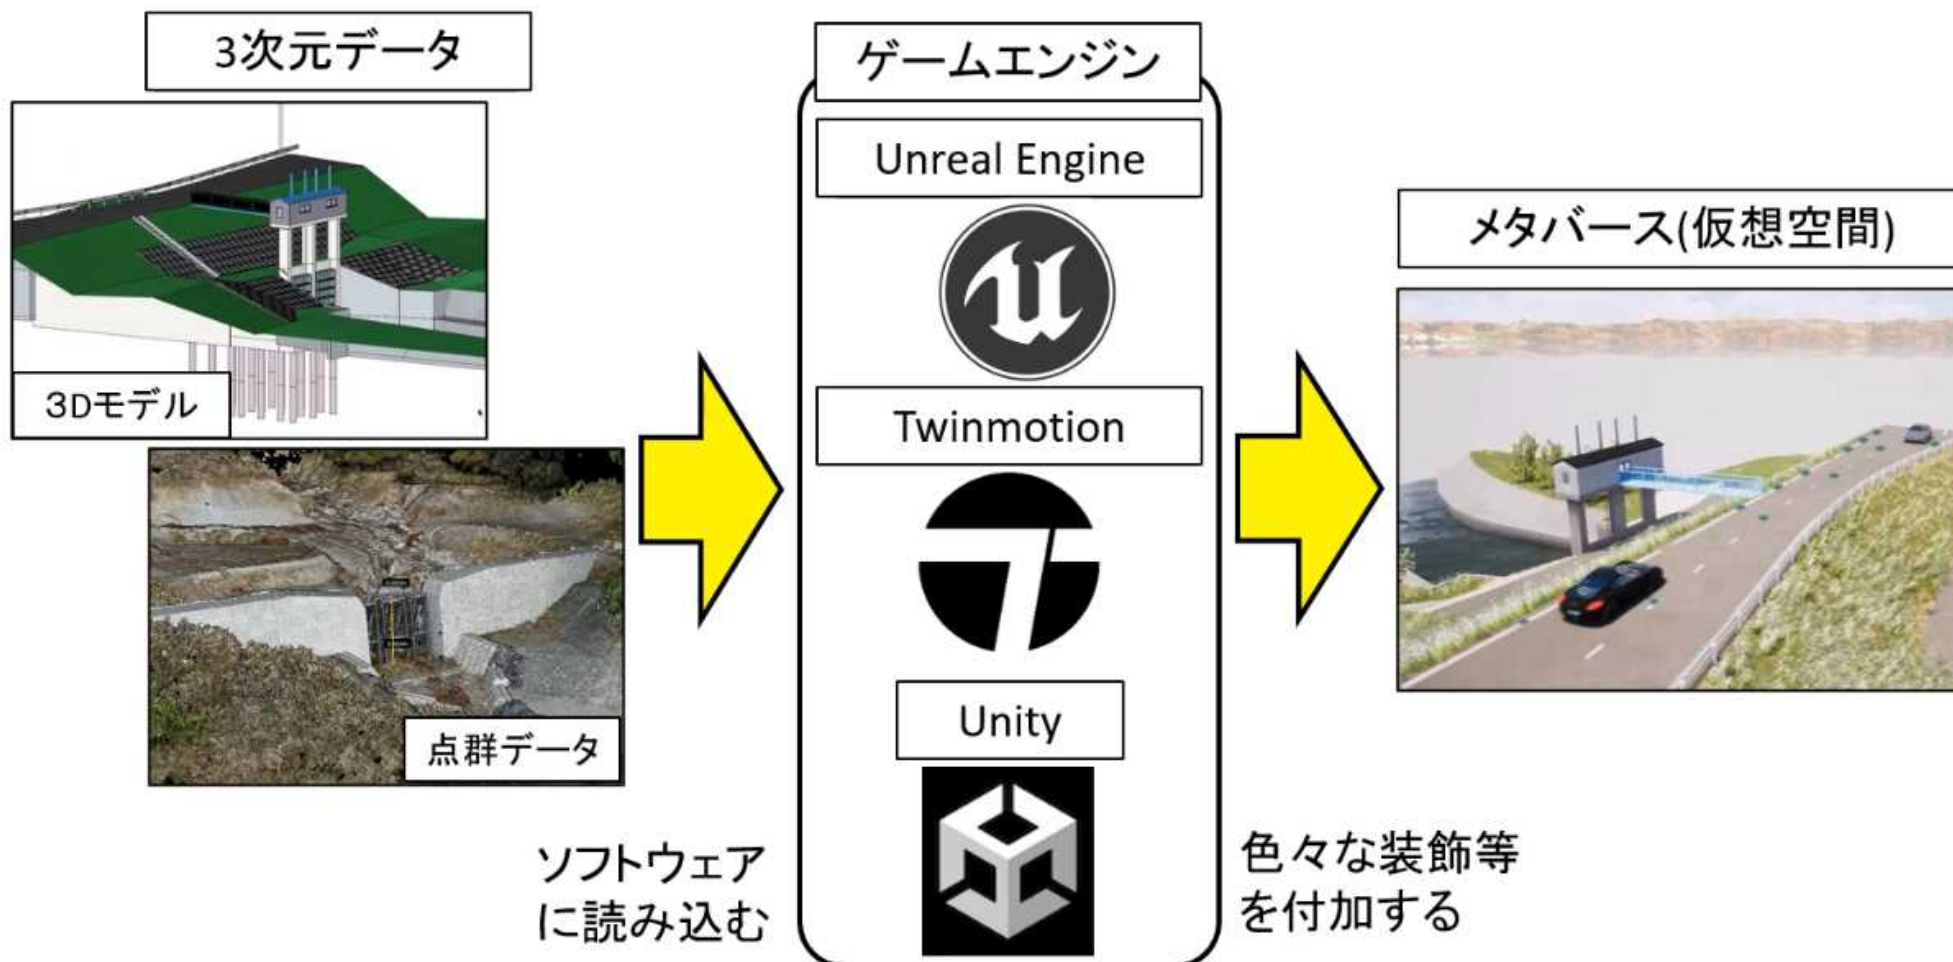 3次元データ
3Dモデル
点群データ
ソフトウェア
に読み込む
ゲームエンジン
Unreal Engine
Twinmotion
Unity
色々な装飾等
を付加する
メタバース(仮想空間)